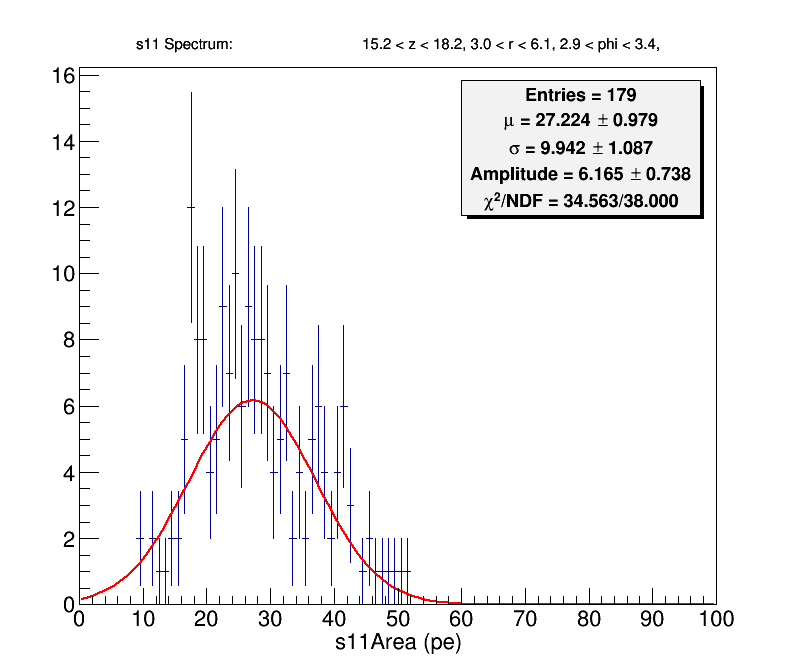 s11 Spectrum: 15.2 < z < 18.2, 3.0 < r < 6.1, 2.9 < phi < 3.4,
Entries = 179
μ = 27.224 ± 0.979
σ = 9.942 ± 1.087
Amplitude = 6.165 ± 0.738
χ²/NDF = 34.563/38.000
16
14
12
10
8
6
4
2
0
0 10 20 30 40 50 60 70 80 90 100
s11Area (pe)